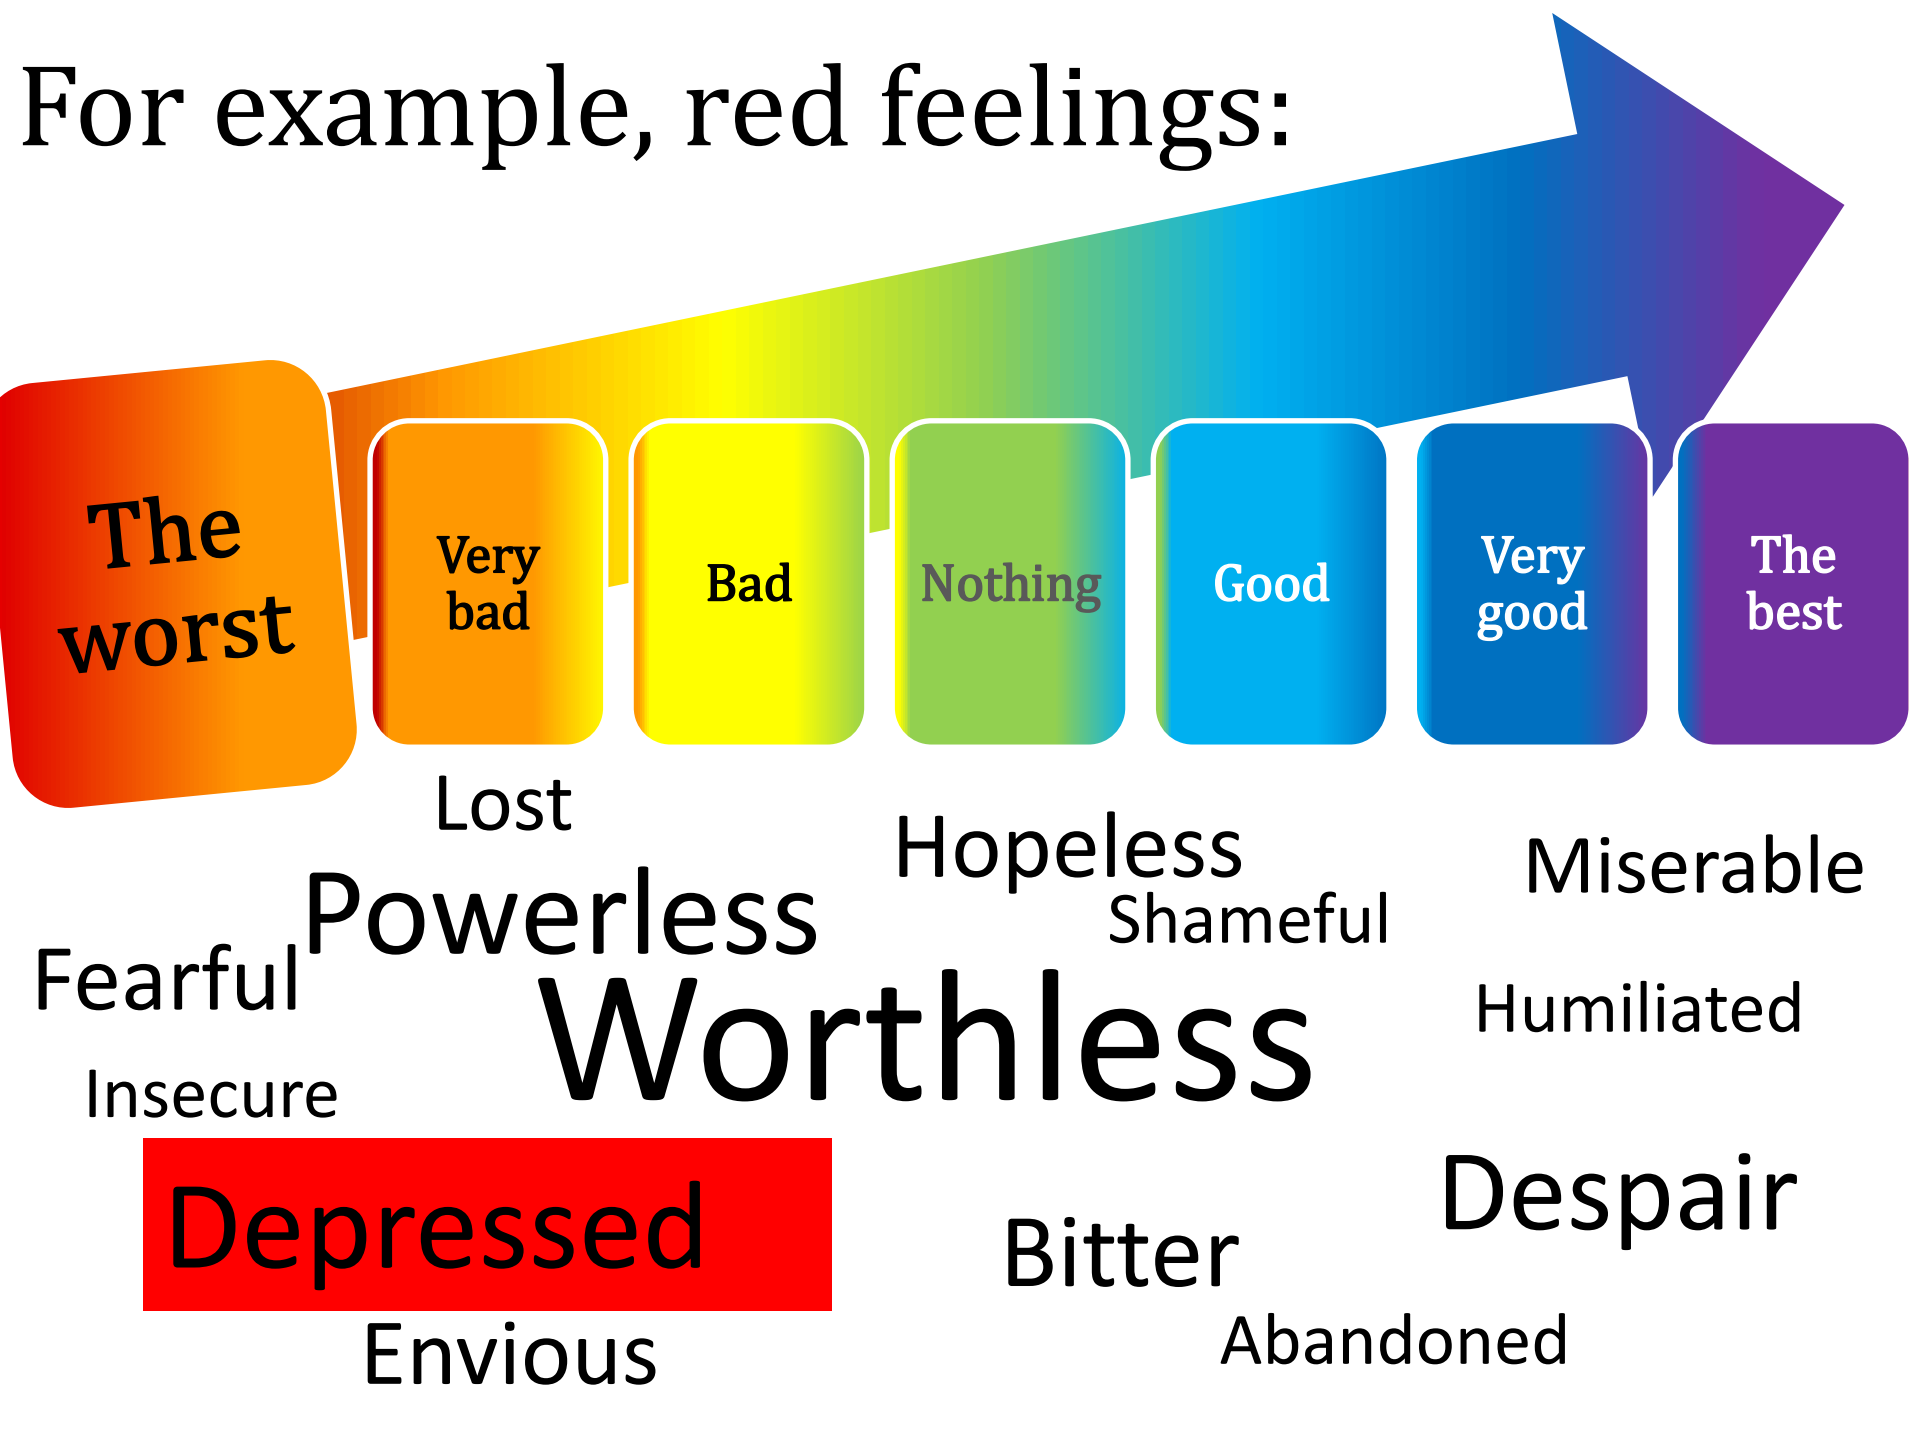 For example, red feelings:
The
worst
Very
bad
Bad
Nothing
Good
Very
good
The
best
Lost
Hopeless
Miserable
Powerless
Shameful
Fearful
Worthless
Humiliated
Insecure
Despair
Depressed
Bitter
Envious
Abandoned